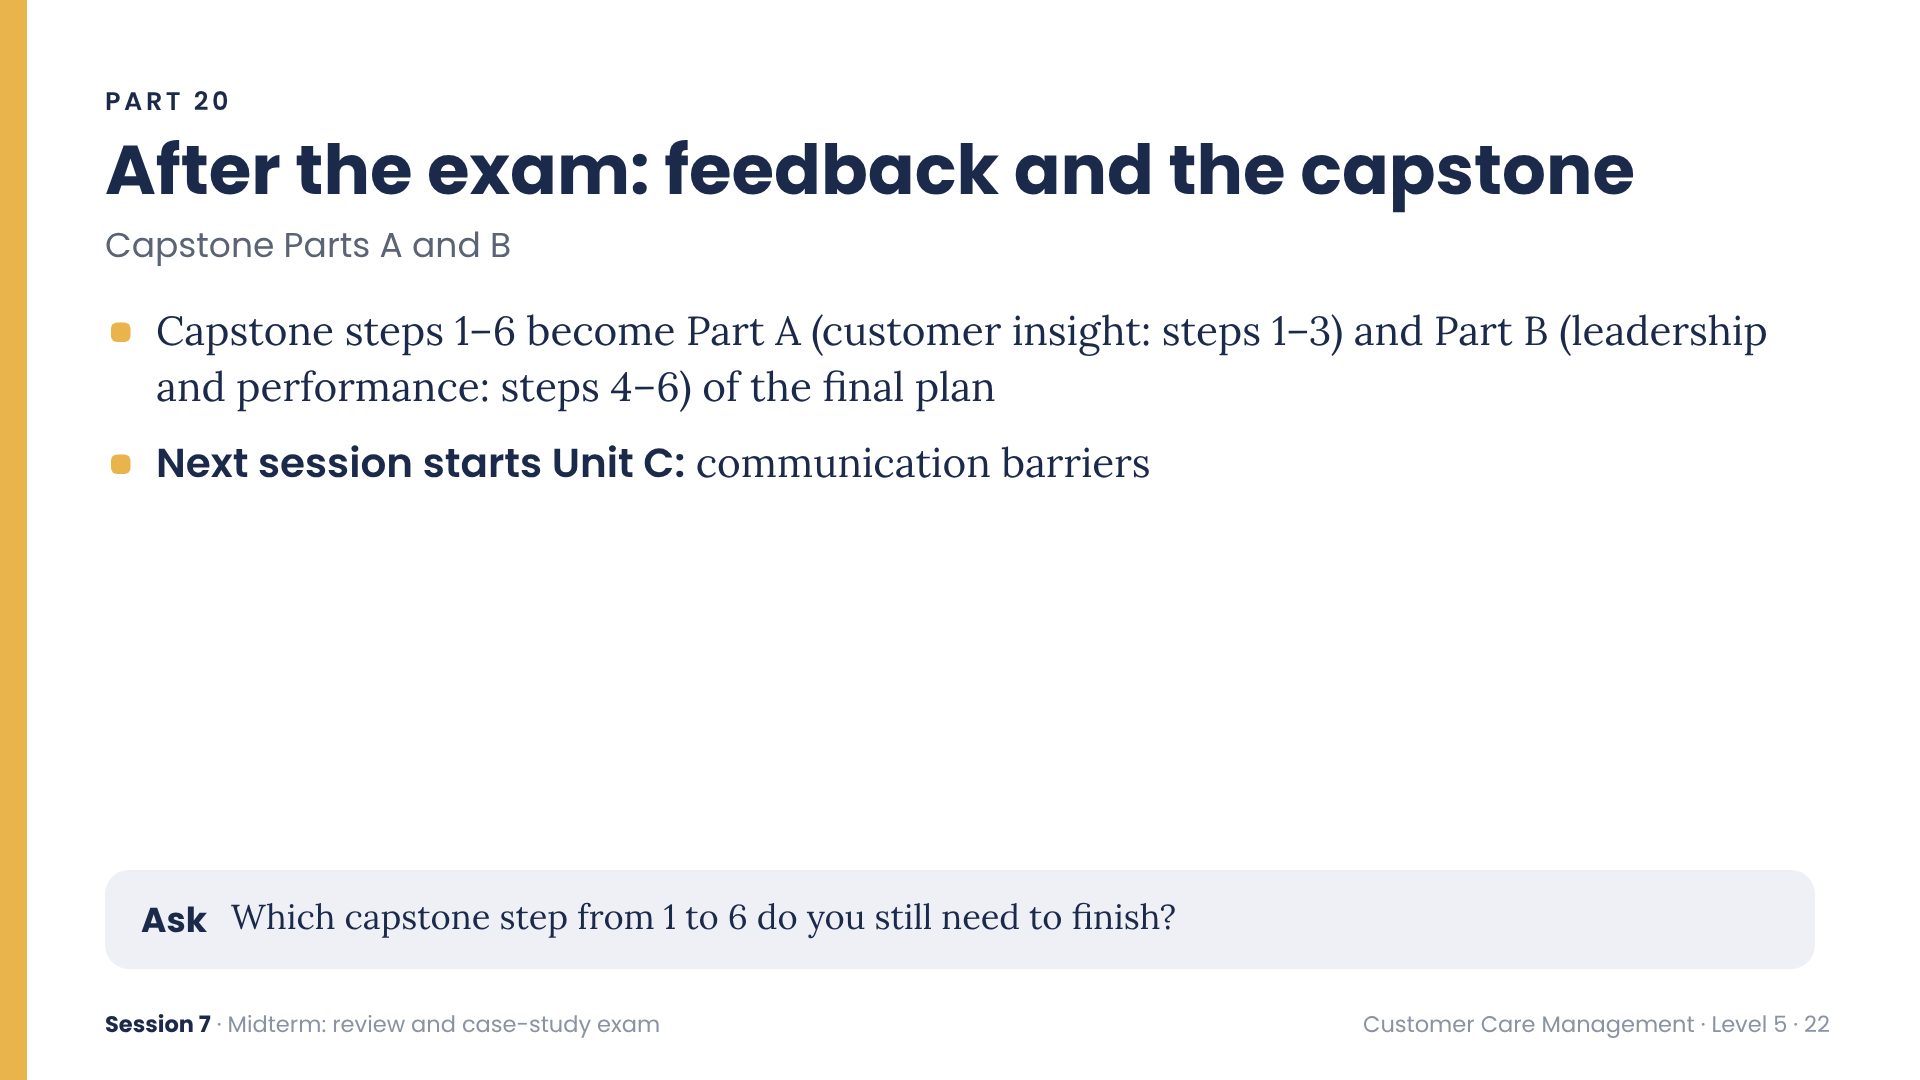 PART 20
After the exam: feedback and the capstone
Capstone Parts A and B
Capstone steps 1–6 become Part A (customer insight: steps 1–3) and Part B (leadership
and performance: steps 4–6) of the final plan
Next session starts Unit C: communication barriers
Ask Which capstone step from 1 to 6 do you still need to finish?
Session 7 · Midterm: review and case-study exam
Customer Care Management · Level 5 · 22